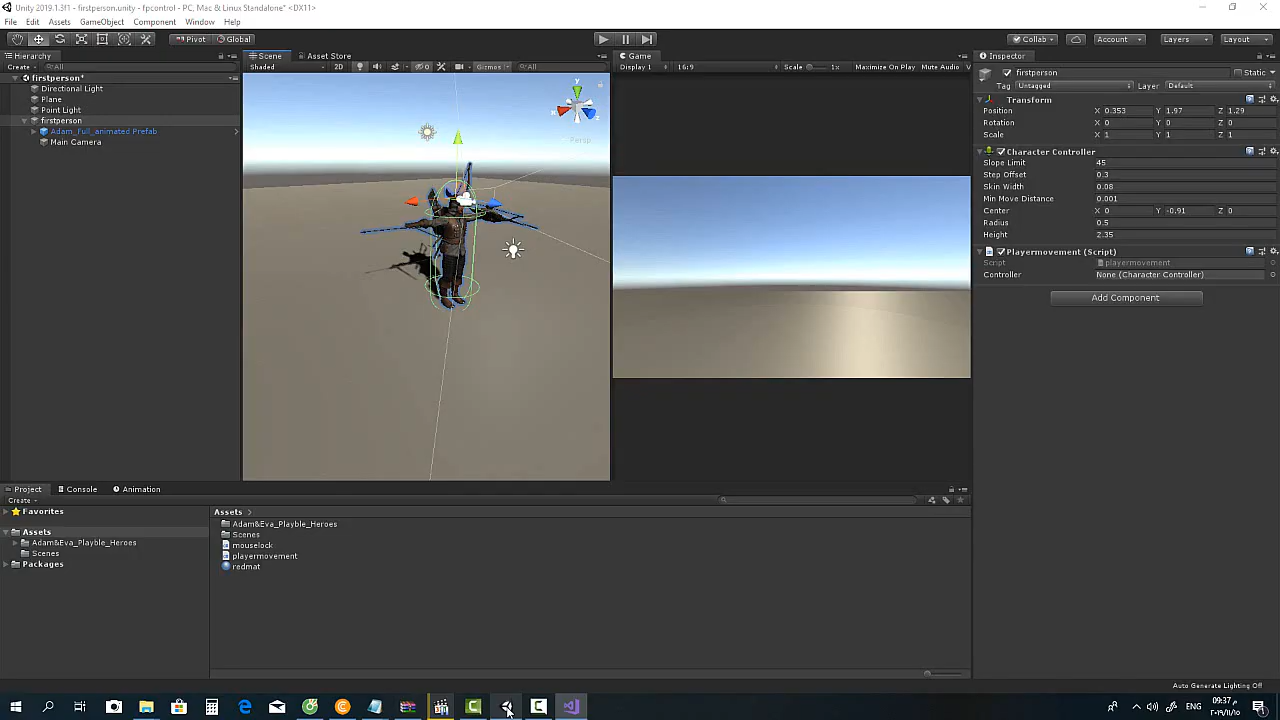 Unity 2019.1.3f1 - firstperson.unity - fpcontrol - PC, Mac & Linux Standalone* <DX11>
File Edit Assets GameObject Component Window Help
Pivot Global Collab Account Layers Layout
Hierarchy Scene Asset Store Game Inspector
Create All Shaded 2D 0 Gizmos All Display 1 16:9 Scale 1x Maximize On Play Mute Audio V
firstperson Static
firstperson*
Tag Untagged Layer Default
Directional Light
Plane
Point Light
firstperson
Adam_Full_animated Prefab
Main Camera
y
x
z
Persp
Transform
Position X 0.353 Y 1.97 Z 1.29
Rotation X 0 Y 0 Z 0
Scale X 1 Y 1 Z 1
Character Controller
Slope Limit 45
Step Offset 0.3
Skin Width 0.08
Min Move Distance 0.001
Center X 0 Y -0.91 Z 0
Radius 0.5
Height 2.35
Playermovement (Script)
Script playermovement
Controller None (Character Controller)
Add Component
Project Console Animation
Create
Favorites
Assets
Adam&Eva_Playble_Heroes
Scenes
Packages
Assets
Adam&Eva_Playble_Heroes
Scenes
mouselock
playermovement
redmat
Auto Generate Lighting Off
ENG
09:37 م